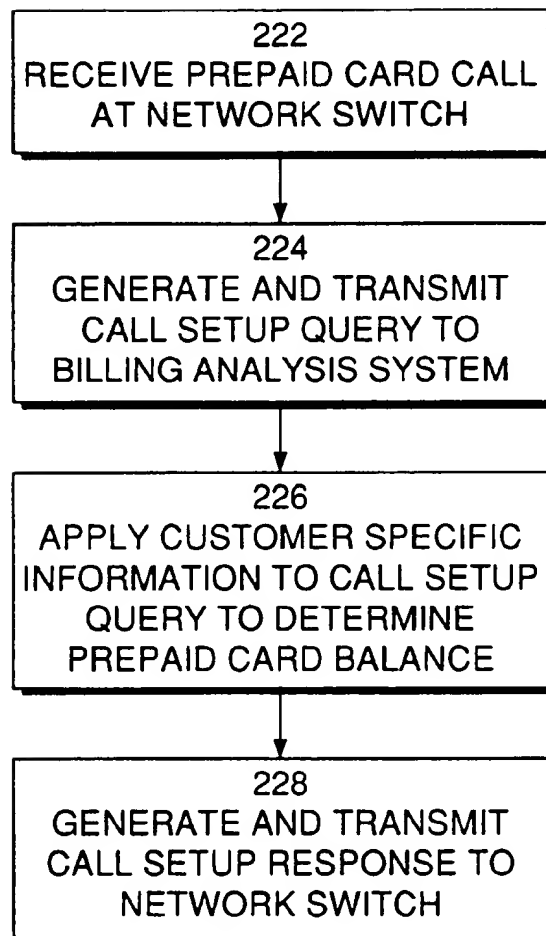 222
RECEIVE PREPAID CARD CALL
AT NETWORK SWITCH
224
GENERATE AND TRANSMIT
CALL SETUP QUERY TO
BILLING ANALYSIS SYSTEM
226
APPLY CUSTOMER SPECIFIC
INFORMATION TO CALL SETUP
QUERY TO DETERMINE
PREPAID CARD BALANCE
228
GENERATE AND TRANSMIT
CALL SETUP RESPONSE TO
NETWORK SWITCH